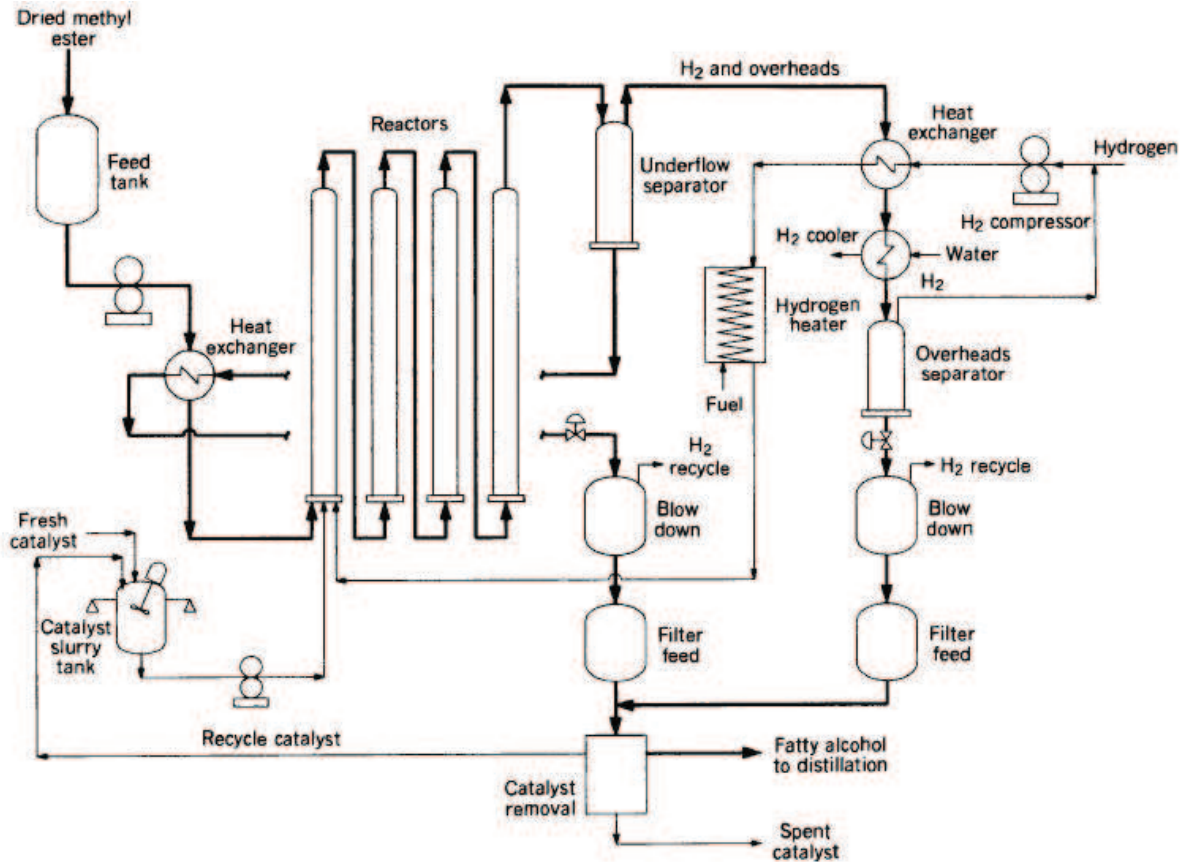 Dried methyl
ester
Feed
tank
Heat
exchanger
Reactors
H₂ and overheads
Underflow
separator
Heat
exchanger
Hydrogen
H₂ compressor
H₂ cooler
Water
H₂
Hydrogen
heater
Overheads
separator
Fuel
H₂
recycle
H₂ recycle
Blow
down
Blow
down
Fresh
catalyst
Catalyst
slurry
tank
Filter
feed
Filter
feed
Recycle catalyst
Catalyst
removal
Fatty alcohol
to distillation
Spent
catalyst